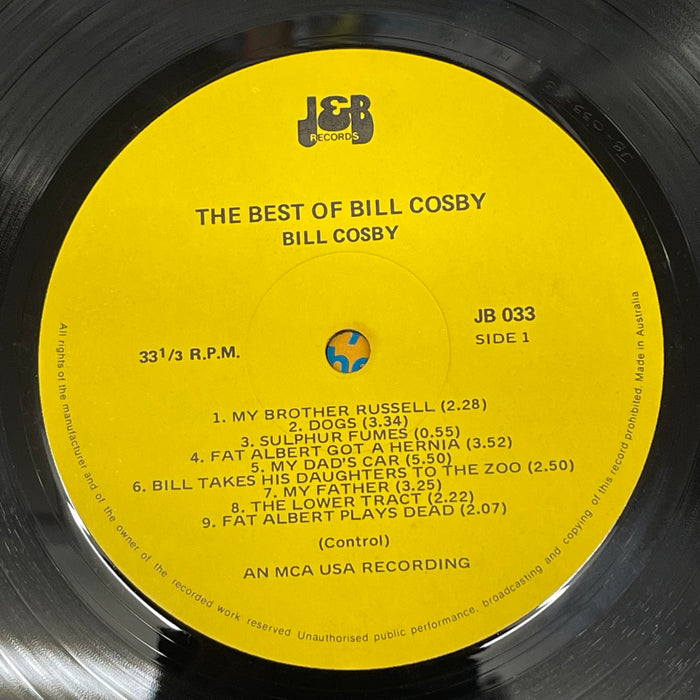 J&B
RECORDS
THE BEST OF BILL COSBY
BILL COSBY
JB 033
SIDE 1
33 1/3 R.P.M.
1. MY BROTHER RUSSELL (2.28)
2. DOGS (3.34)
3. SULPHUR FUMES (0.55)
4. FAT ALBERT GOT A HERNIA (3.52)
5. MY DAD'S CAR (5.50)
6. BILL TAKES HIS DAUGHTERS TO THE ZOO (2.50)
7. MY FATHER (3.25)
8. THE LOWER TRACT (2.22)
9. FAT ALBERT PLAYS DEAD (2.07)
(Control)
AN MCA USA RECORDING
All rights of the manufacturer and of the owner of the recorded work reserved Unauthorised public performance, broadcasting and copying of this record prohibited. Made in Australia